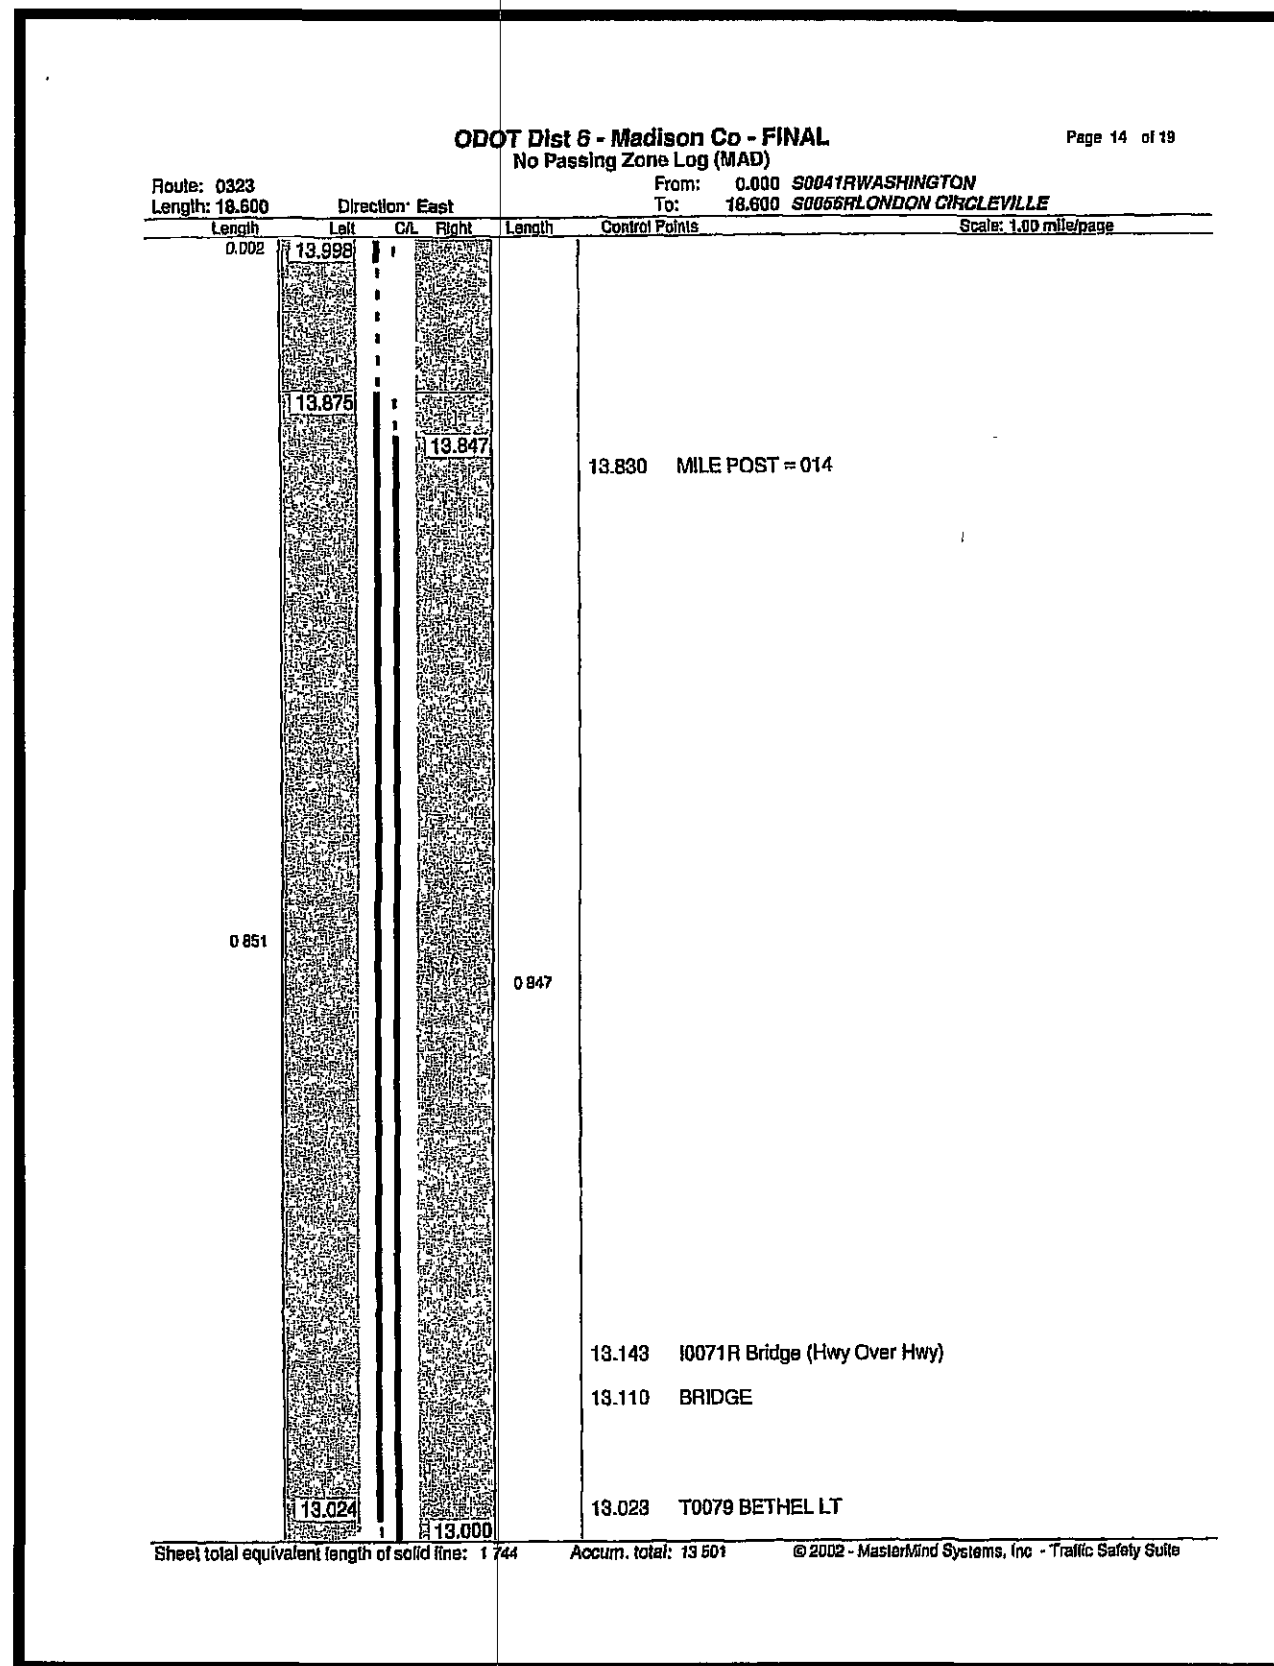 ODOT Dist 6 - Madison Co - FINAL Page 14 of 19
No Passing Zone Log (MAD)
Route: 0323 From: 0.000 S0041RWASHINGTON
Length: 18.600 Direction: East To: 18.600 S0056RLONDON CIRCLEVILLE
Length Left C/L Right Length Control Points Scale: 1.00 mile/page
0.002 13.998
13.875
13.847
13.830 MILE POST = 014
0 851
0 847
13.143 I0071R Bridge (Hwy Over Hwy)
13.110 BRIDGE
13.024 13.023 T0079 BETHEL LT
13.000
Sheet total equivalent length of solid line: 1 744 Accum. total: 13 501 © 2002 - MasterMind Systems, Inc - Traffic Safety Suite